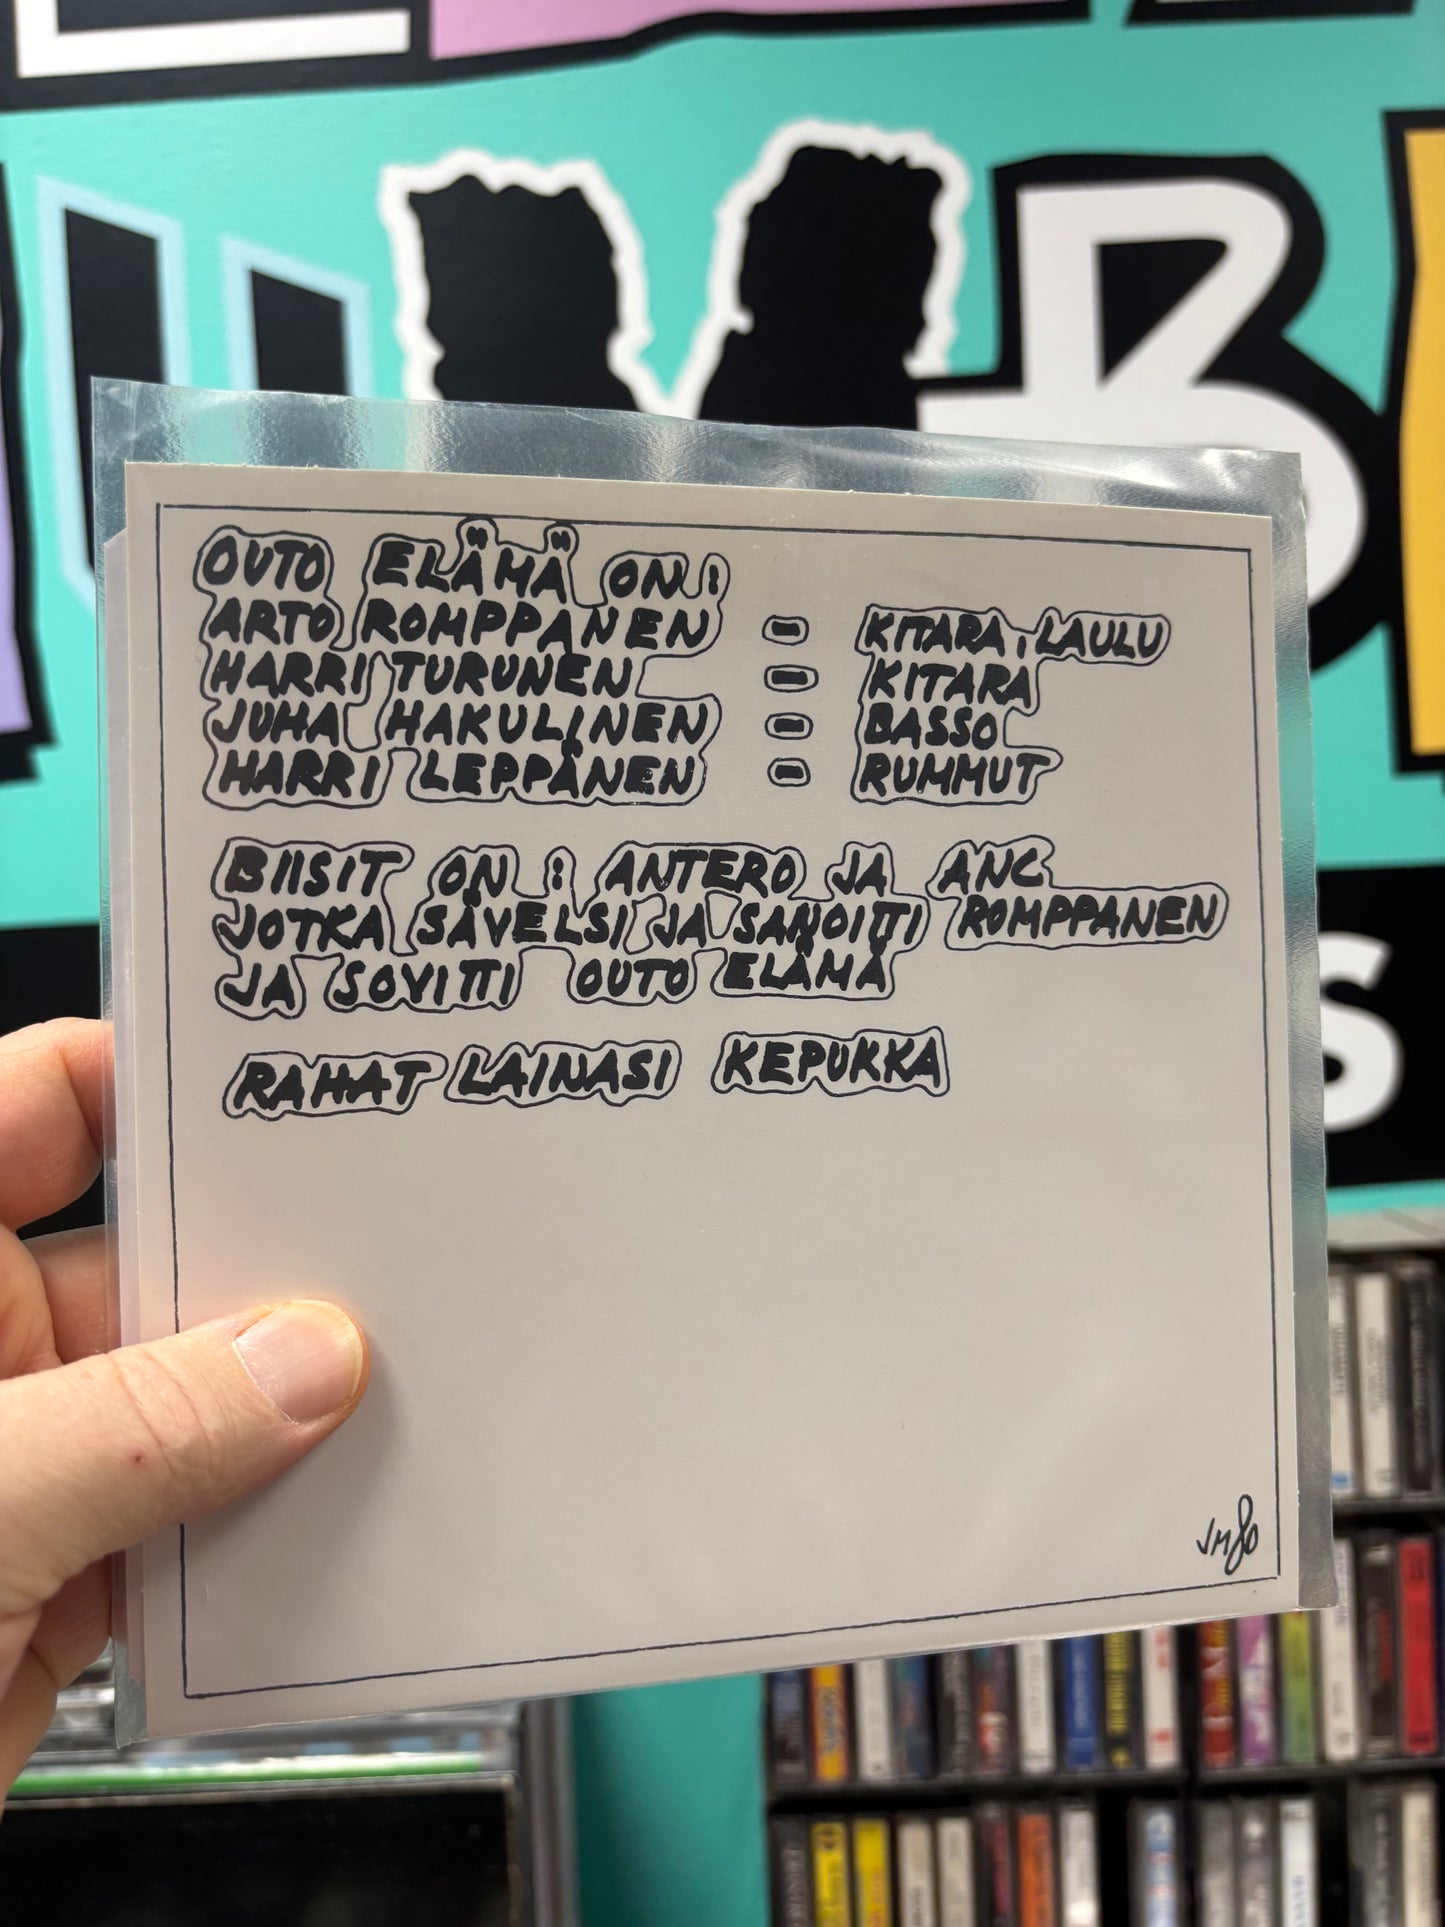 OUTO ELÄMÄ ON:
ARTO ROMPPANEN - KITARA, LAULU
HARRI TURUNEN - KITARA
JUHA HAKULINEN - BASSO
HARRI LEPPÄNEN - RUMMUT
BIISIT ON: ANTERO JA ANC
JOTKA SÄVELSI JA SANOITTI ROMPPANEN
JA SOVITTI OUTO ELÄMÄ
RAHAT LAINASI KEPUKKA
JM80